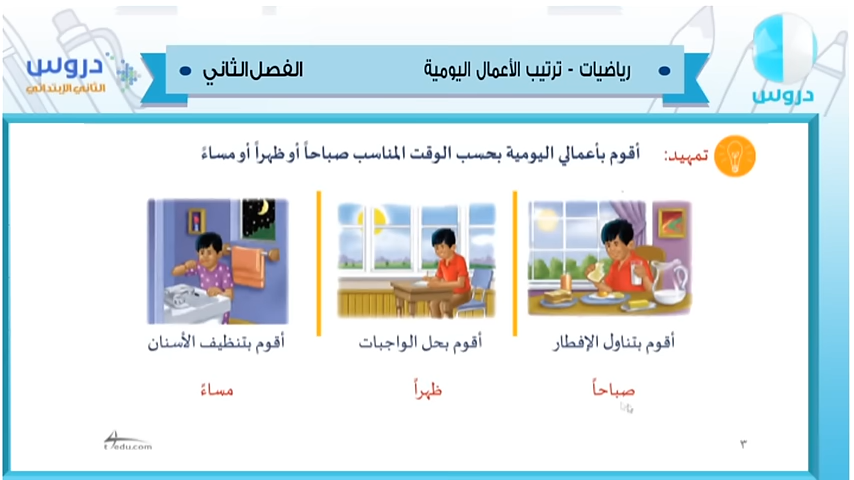 دروس
رياضيات - ترتيب الأعمال اليومية
الفصل الثاني
دروس
الثاني الإبتدائي
تمهيد: أقوم بأعمالي اليومية بحسب الوقت المناسب صباحاً أو ظهراً أو مساءً
أقوم بتناول الإفطار
أقوم بحل الواجبات
أقوم بتنظيف الأسنان
صباحاً
ظهراً
مساءً
t4edu.com
٣